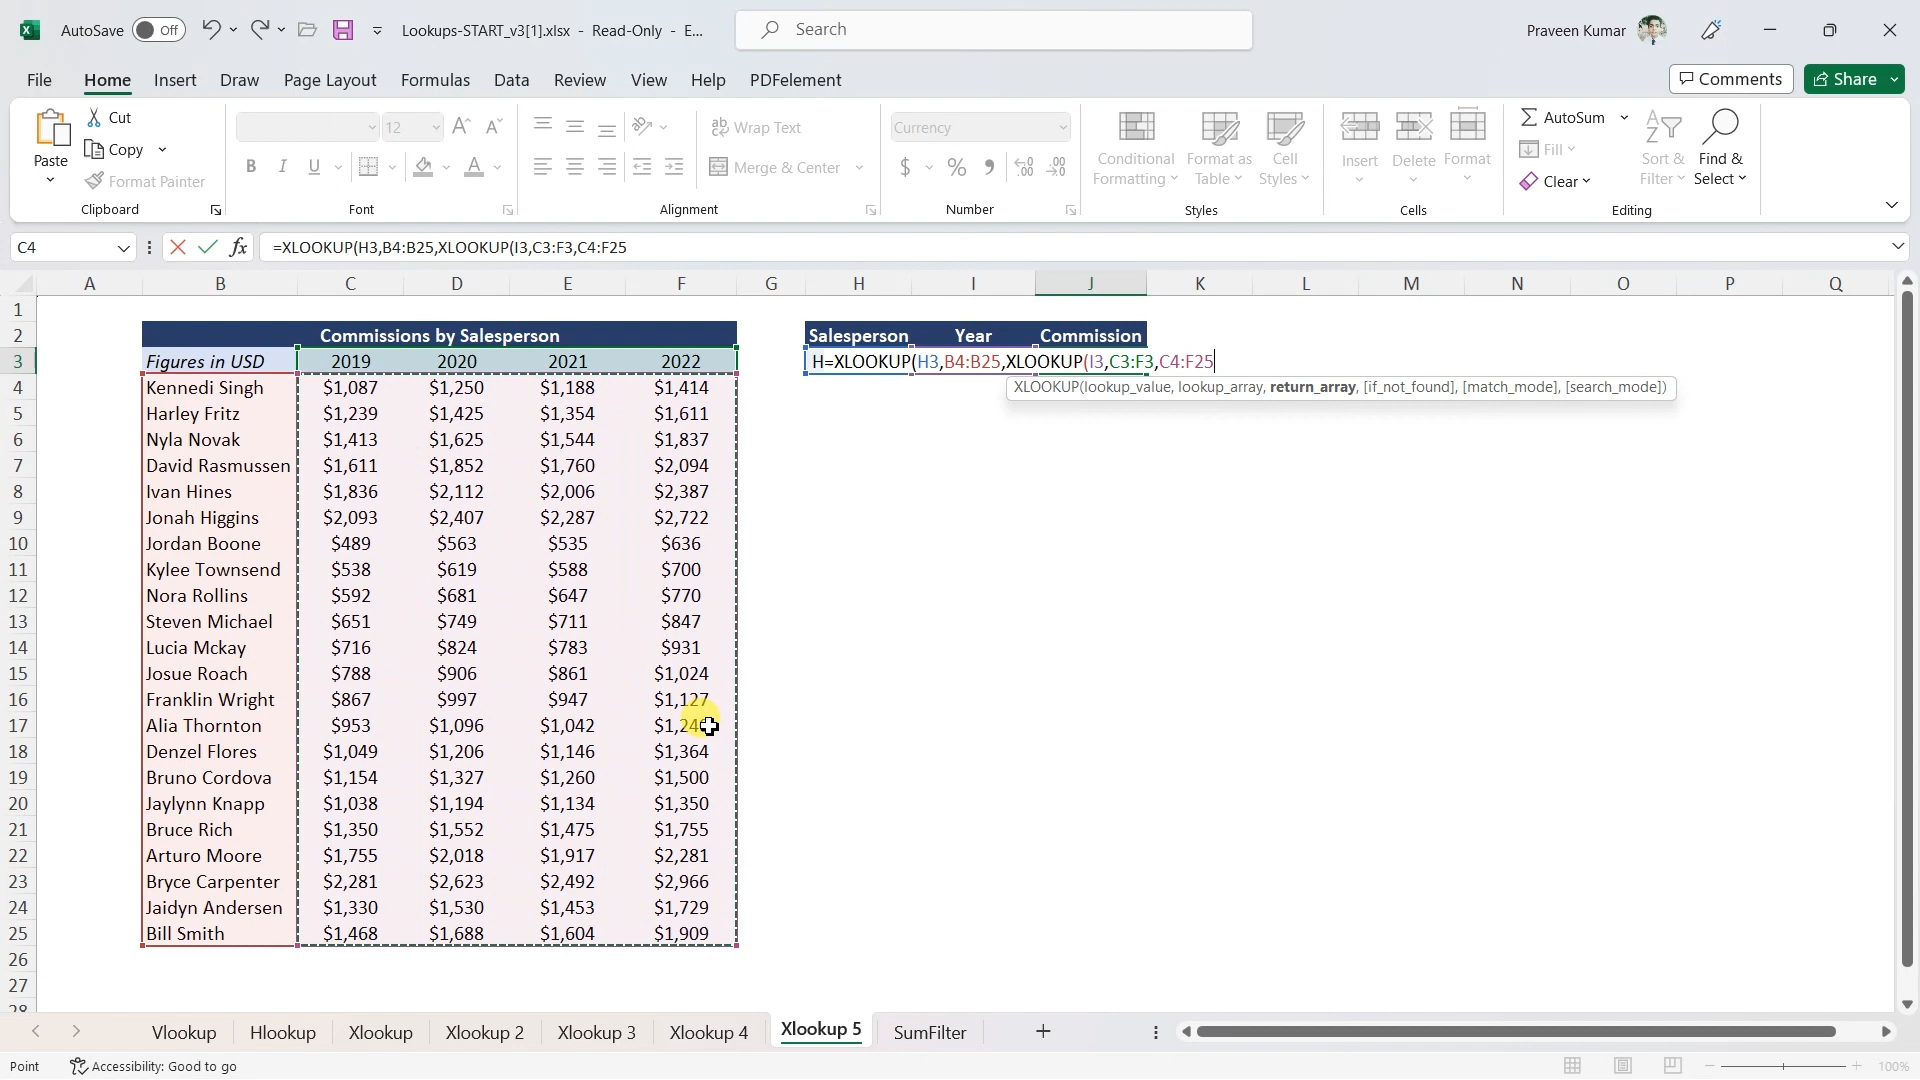 AutoSave Off Lookups-START_v3[1].xlsx - Read-Only - E... Search Praveen Kumar
File Home Insert Draw Page Layout Formulas Data Review View Help PDFelement Comments Share
Paste
Cut
Copy
Format Painter
Clipboard
12
B I U
Font
Wrap Text
Merge & Center
Alignment
Currency
$ % 9
Number
Conditional Formatting
Format as Table
Cell Styles
Styles
Insert
Delete
Format
Cells
AutoSum
Fill
Clear
Sort & Filter
Find & Select
Editing
C4 fx =XLOOKUP(H3,B4:B25,XLOOKUP(I3,C3:F3,C4:F25
A B C D E F G H I J K L M N O P Q
1
2 Commissions by Salesperson Salesperson Year Commission
3 Figures in USD 2019 2020 2021 2022 H=XLOOKUP(H3,B4:B25,XLOOKUP(I3,C3:F3,C4:F25
XLOOKUP(lookup_value, lookup_array, return_array, [if_not_found], [match_mode], [search_mode])
4 Kennedi Singh $1,087 $1,250 $1,188 $1,414
5 Harley Fritz $1,239 $1,425 $1,354 $1,611
6 Nyla Novak $1,413 $1,625 $1,544 $1,837
7 David Rasmussen $1,611 $1,852 $1,760 $2,094
8 Ivan Hines $1,836 $2,112 $2,006 $2,387
9 Jonah Higgins $2,093 $2,407 $2,287 $2,722
10 Jordan Boone $489 $563 $535 $636
11 Kylee Townsend $538 $619 $588 $700
12 Nora Rollins $592 $681 $647 $770
13 Steven Michael $651 $749 $711 $847
14 Lucia Mckay $716 $824 $783 $931
15 Josue Roach $788 $906 $861 $1,024
16 Franklin Wright $867 $997 $947 $1,127
17 Alia Thornton $953 $1,096 $1,042
18 Denzel Flores $1,049 $1,206 $1,146 $1,364
19 Bruno Cordova $1,154 $1,327 $1,260 $1,500
20 Jaylynn Knapp $1,038 $1,194 $1,134 $1,350
21 Bruce Rich $1,350 $1,552 $1,475 $1,755
22 Arturo Moore $1,755 $2,018 $1,917 $2,281
23 Bryce Carpenter $2,281 $2,623 $2,492 $2,966
24 Jaidyn Andersen $1,330 $1,530 $1,453 $1,729
25 Bill Smith $1,468 $1,688 $1,604 $1,909
26
27
28
Vlookup Hlookup Xlookup Xlookup 2 Xlookup 3 Xlookup 4 Xlookup 5 SumFilter
Point Accessibility: Good to go 100%